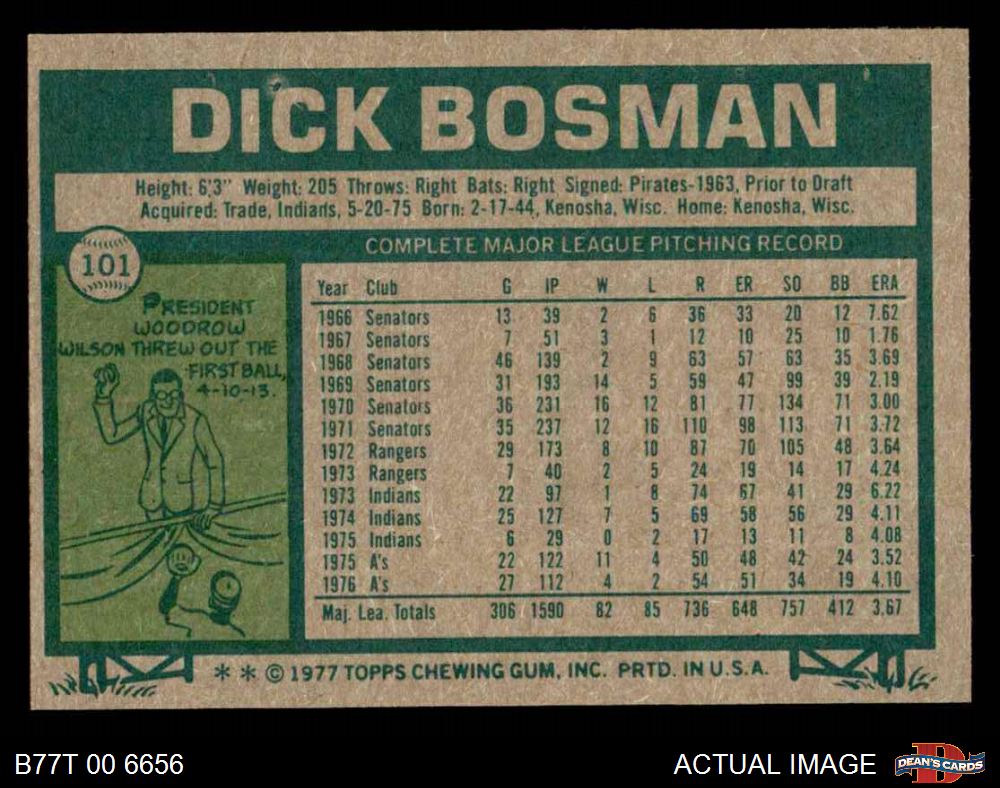 DICK BOSMAN
Height: 6'3" Weight: 205 Throws: Right Bats: Right Signed: Pirates-1963, Prior to Draft
Acquired: Trade, Indians, 5-20-75 Born: 2-17-44, Kenosha, Wisc. Home: Kenosha, Wisc.
101
PRESIDENT
WOODROW
WILSON THREW OUT THE
FIRST BALL,
4-10-13.
COMPLETE MAJOR LEAGUE PITCHING RECORD
Year Club G IP W L R ER SO BB ERA
1966 Senators 13 39 2 6 36 33 20 12 7.62
1967 Senators 7 51 3 1 12 10 25 10 1.76
1968 Senators 46 139 2 9 63 57 63 35 3.69
1969 Senators 31 193 14 5 59 47 99 39 2.19
1970 Senators 36 231 16 12 81 77 134 71 3.00
1971 Senators 35 237 12 16 110 98 113 71 3.72
1972 Rangers 29 173 8 10 87 70 105 48 3.64
1973 Rangers 7 40 2 5 24 19 14 17 4.24
1973 Indians 22 97 1 8 74 67 41 29 6.22
1974 Indians 25 127 7 5 69 58 56 29 4.11
1975 Indians 6 29 0 2 17 13 11 8 4.08
1975 A's 22 122 11 4 50 48 42 24 3.52
1976 A's 27 112 4 2 54 51 34 19 4.10
Maj. Lea. Totals 306 1590 82 85 736 648 757 412 3.67
* * © 1977 TOPPS CHEWING GUM, INC. PRTD. IN U.S.A.
B77T 00 6656
ACTUAL IMAGE
DEAN'S CARDS